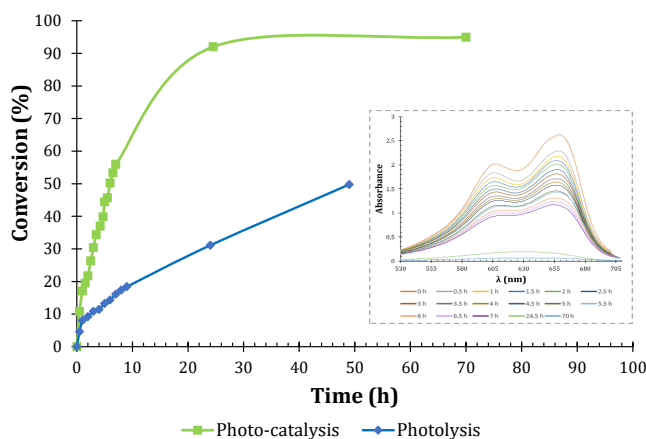 100
90
80
70
60
50
40
30
20
10
0
Conversion (%)
0 10 20 30 40 50 60 70 80 90 100
Time (h)
Photo-catalysis Photolysis
3
2.5
2
1.5
1
0.5
0
Absorbance
530 555 580 605 630 655 680 705
λ (nm)
0 h 0.5 h 1 h 1.5 h 2 h 2.5 h
3 h 3.5 h 4 h 4.5 h 5 h 5.5 h
6 h 6.5 h 7 h 24.5 h 70 h